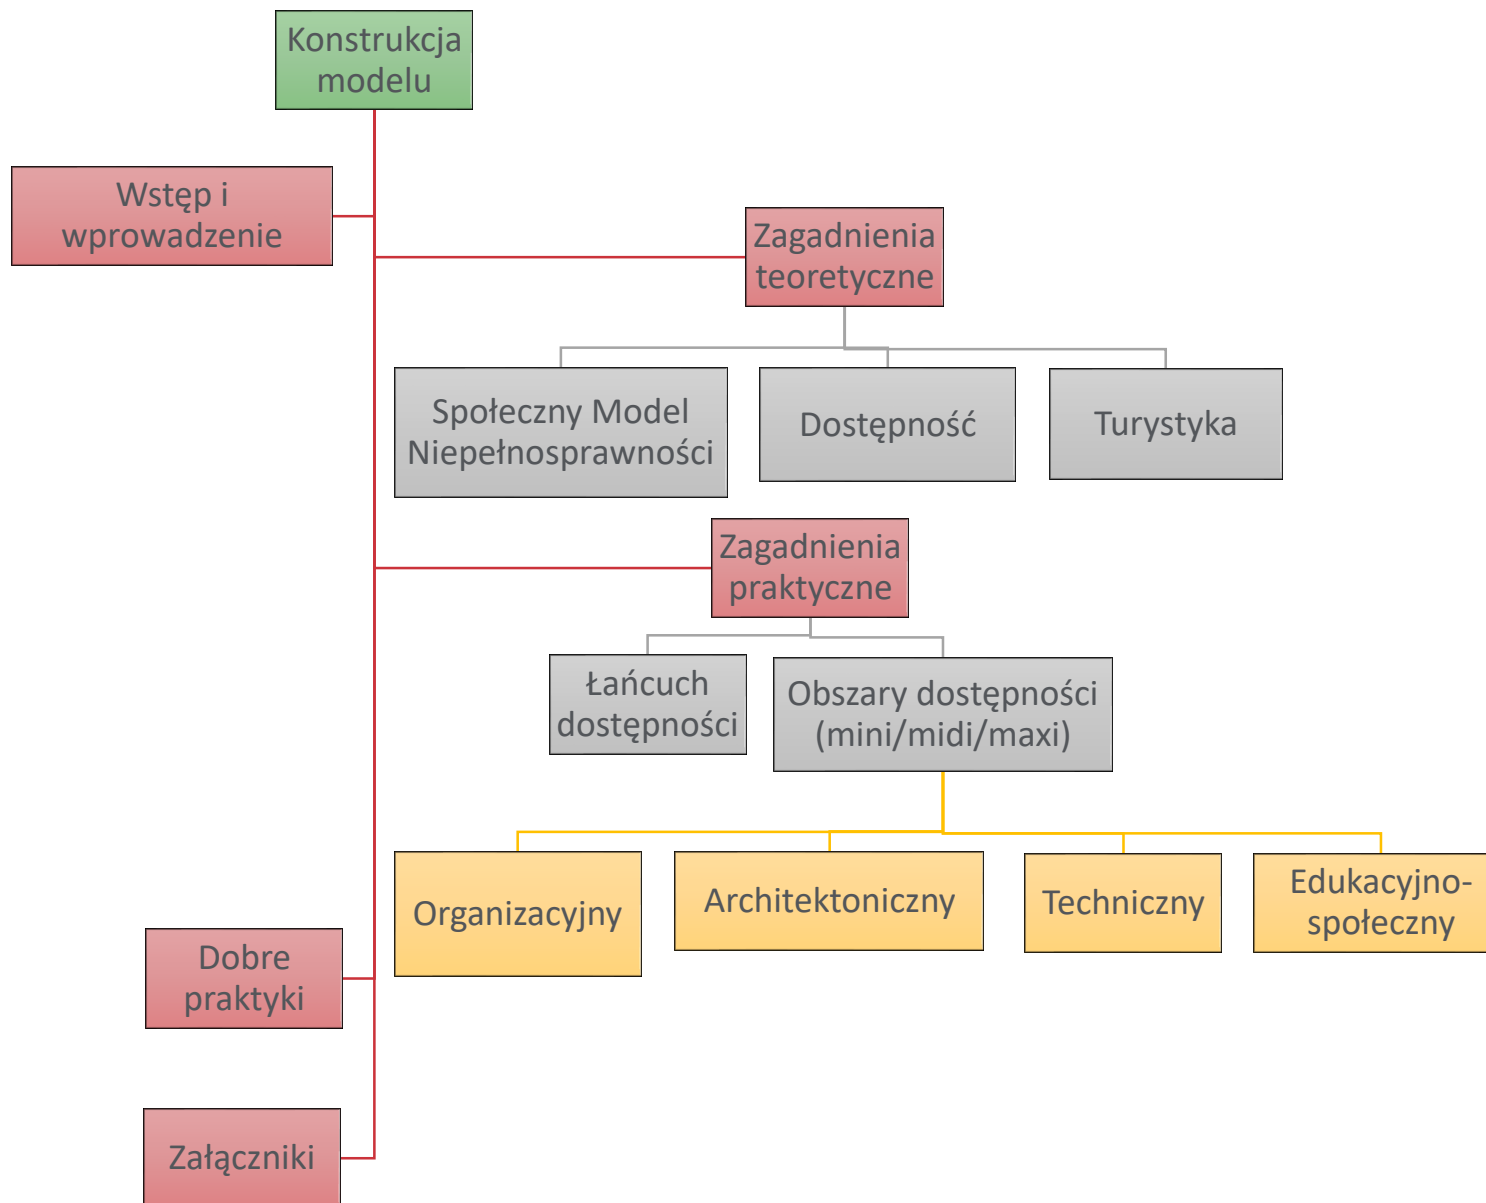 Konstrukcja
modelu
Wstęp i
wprowadzenie
Zagadnienia
teoretyczne
Społeczny Model
Niepełnosprawności
Dostępność
Turystyka
Zagadnienia
praktyczne
Łańcuch
dostępności
Obszary dostępności
(mini/midi/maxi)
Organizacyjny
Architektoniczny
Techniczny
Edukacyjno-
społeczny
Dobre
praktyki
Załączniki